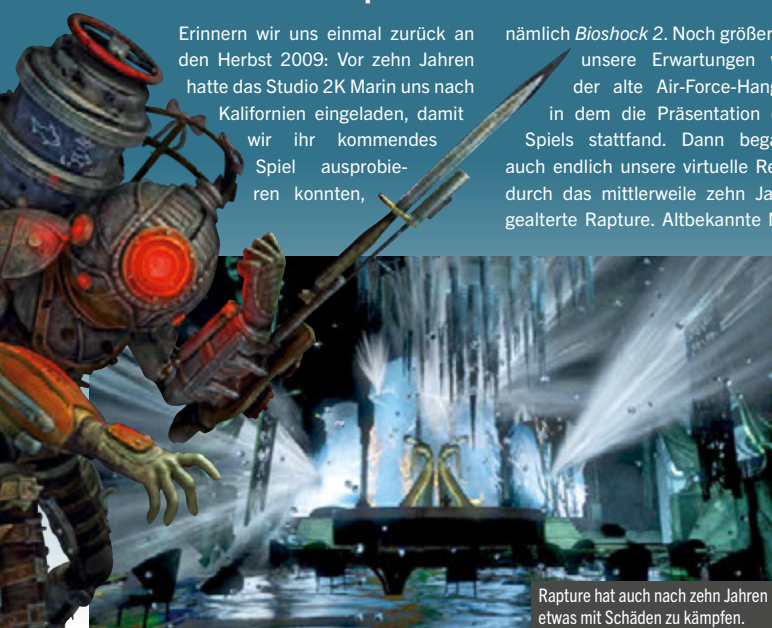 Erinnern wir uns einmal zurück an
den Herbst 2009: Vor zehn Jahren
hatte das Studio 2K Marin uns nach
Kalifornien eingeladen, damit
wir ihr kommendes
Spiel ausprobie-
ren konnten,
nämlich Bioshock 2. Noch größer
unsere Erwartungen
der alte Air-Force-Hang
in dem die Präsentation
Spiels stattfand. Dann bega
auch endlich unsere virtuelle Re
durch das mittlerweile zehn Ja
gealterte Rapture. Altbekannte
Rapture hat auch nach zehn Jahren
etwas mit Schäden zu kämpfen.